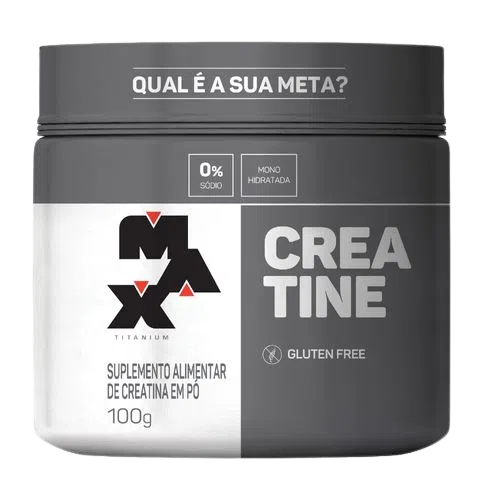 QUAL É A SUA META?
0%
SÓDIO
MONO
HIDRATADA
MAX
TITANIUM
CREA
TINE
GLUTEN FREE
SUPLEMENTO ALIMENTAR
DE CREATINA EM PÓ
100g